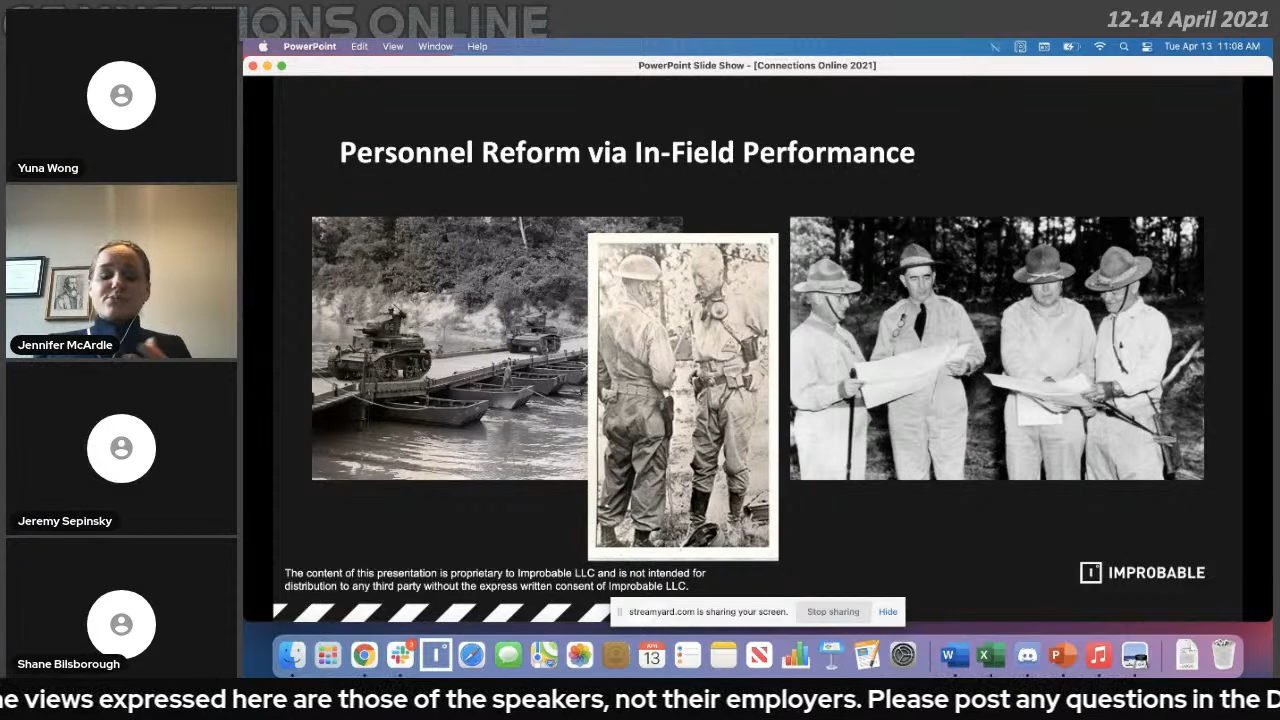 CONNECTIONS ONLINE
12-14 April 2021
PowerPoint Edit View Window Help
Tue Apr 13 11:08 AM
PowerPoint Slide Show - [Connections Online 2021]
Yuna Wong
Jennifer McArdle
Jeremy Sepinsky
Shane Bilsborough
Personnel Reform via In-Field Performance
The content of this presentation is proprietary to Improbable LLC and is not intended for
distribution to any third party without the express written consent of Improbable LLC.
IMPROBABLE
streamyard.com is sharing your screen. Stop sharing Hide
APR
13
he views expressed here are those of the speakers, not their employers. Please post any questions in the D